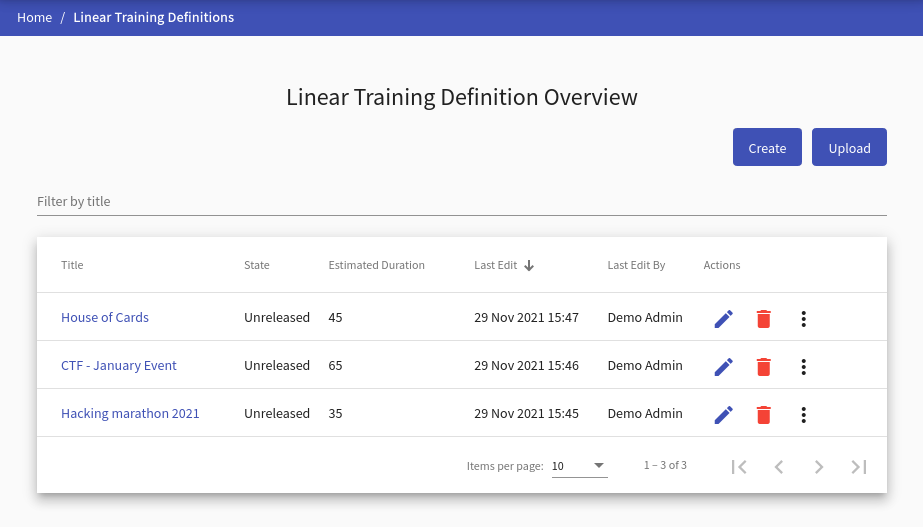 Home / Linear Training Definitions
Linear Training Definition Overview
Create Upload
Filter by title
Title State Estimated Duration Last Edit Last Edit By Actions
House of Cards Unreleased 45 29 Nov 2021 15:47 Demo Admin
CTF - January Event Unreleased 65 29 Nov 2021 15:46 Demo Admin
Hacking marathon 2021 Unreleased 35 29 Nov 2021 15:45 Demo Admin
Items per page: 10 1 – 3 of 3